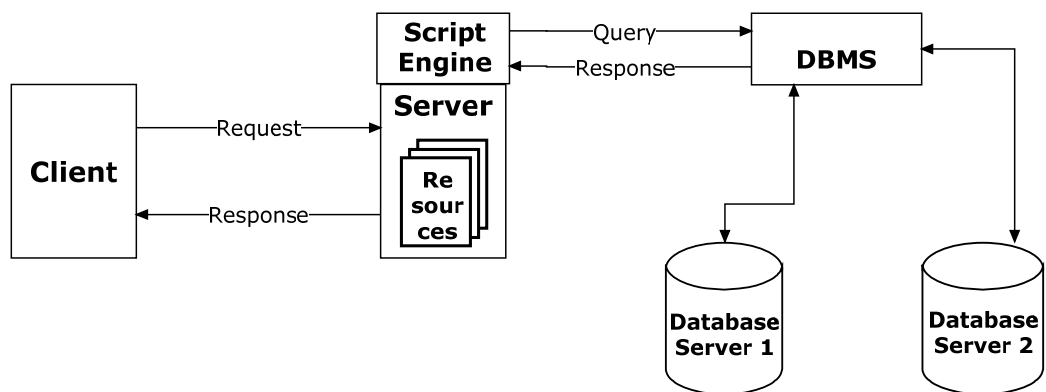 Script
Engine
Query
Response
DBMS
Server
Request
Client
Response
Re
sour
ces
Database
Server 1
Database
Server 2